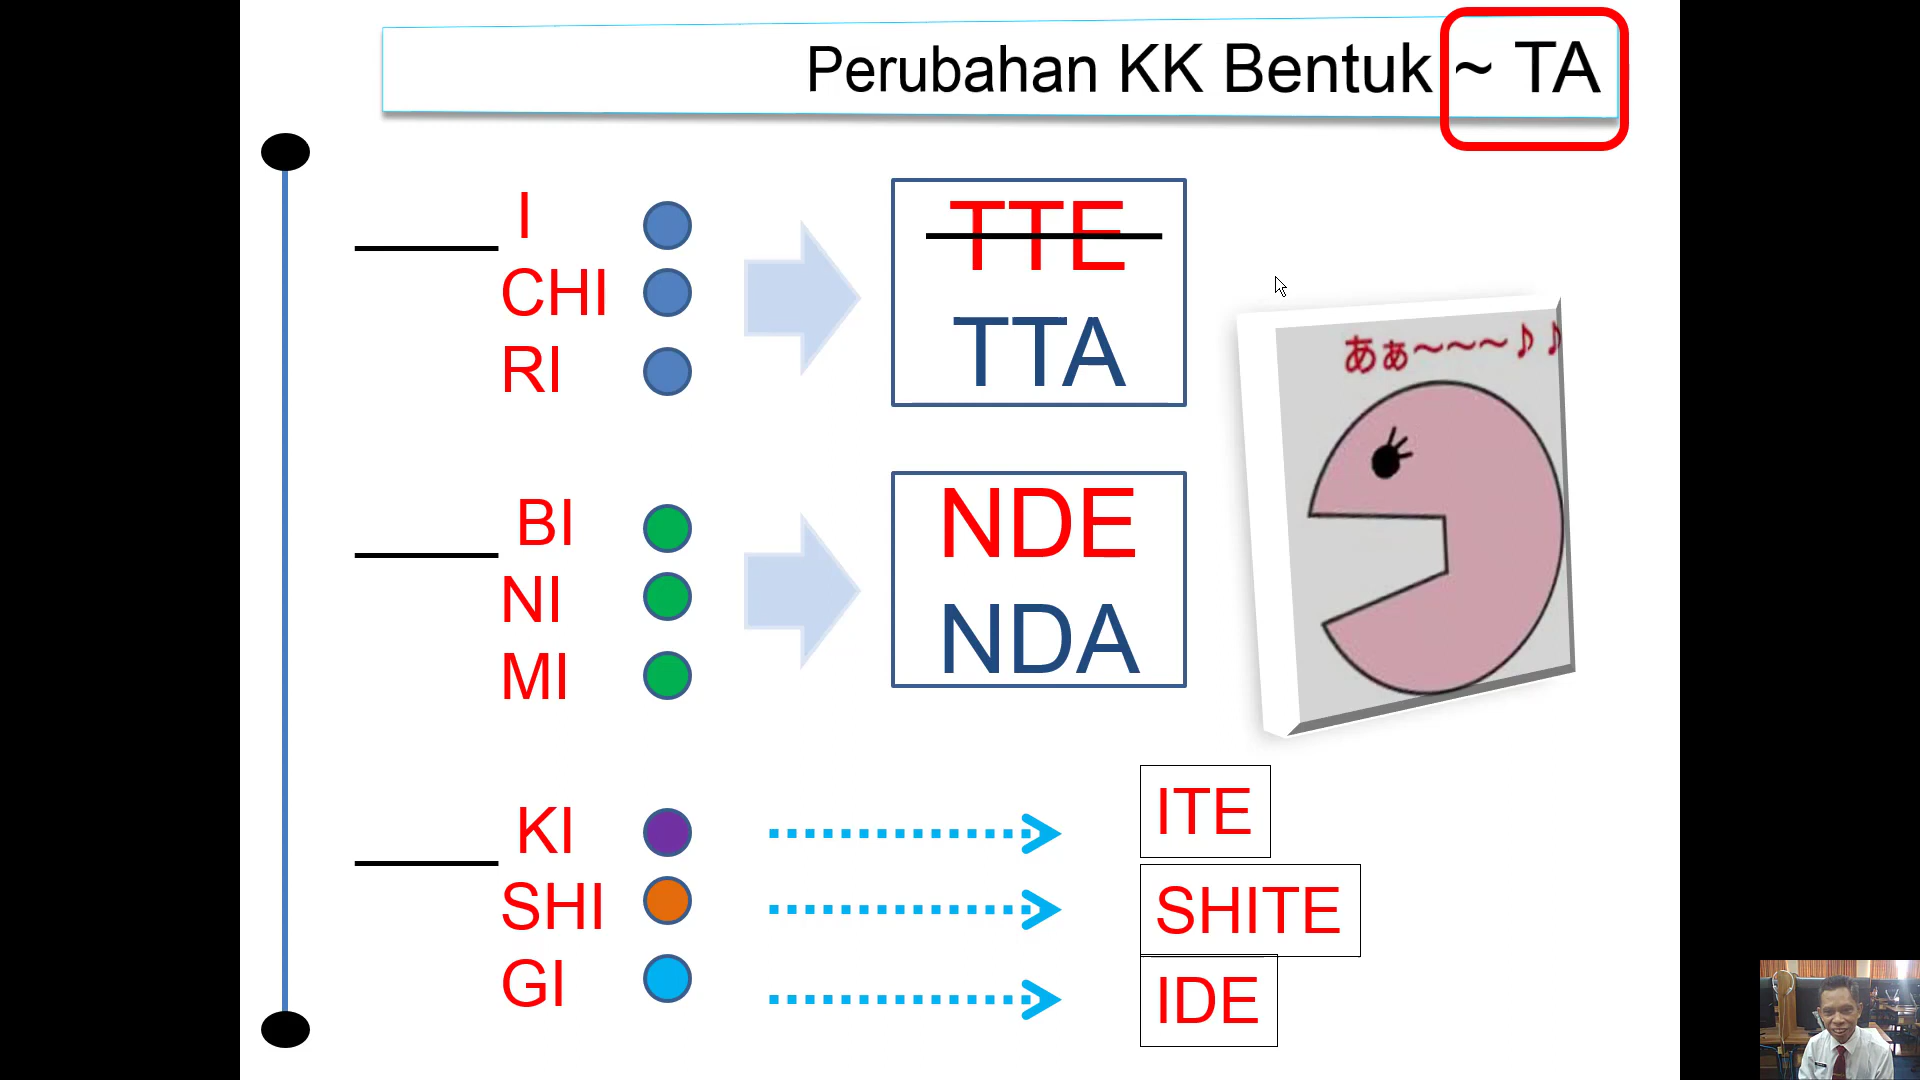 Perubahan KK Bentuk ~ TA
I
CHI
RI
TTE
TTA
BI
NI
MI
NDE
NDA
あぁ～～～♪♪
KI
SHI
GI
ITE
SHITE
IDE